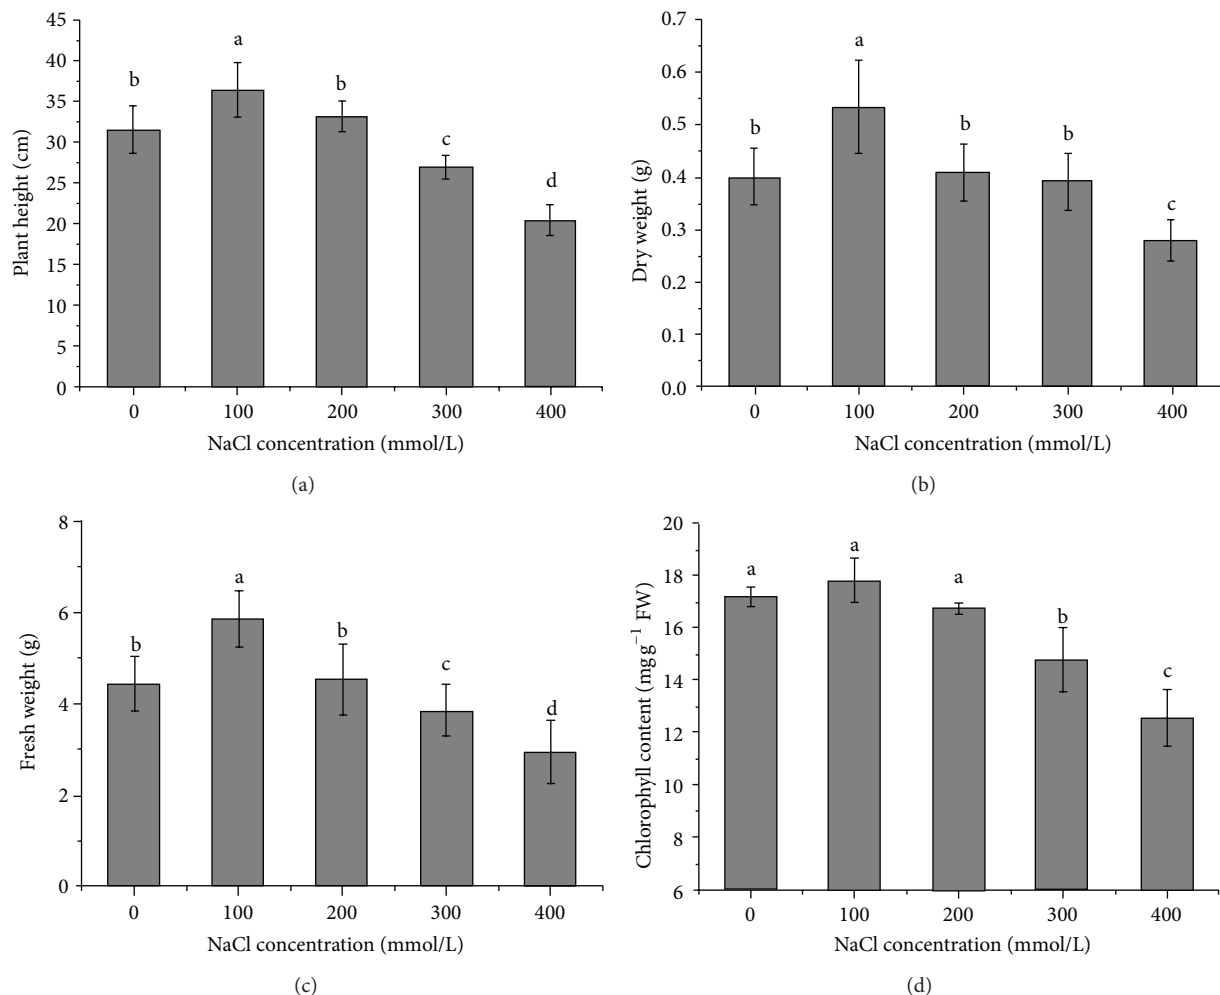 45
40
35
30
25
20
15
10
5
0
Plant height (cm)
b
a
b
c
d
0 100 200 300 400
NaCl concentration (mmol/L)
(a)
0.7
0.6
0.5
0.4
0.3
0.2
0.1
0.0
Dry weight (g)
b
a
b
b
c
0 100 200 300 400
NaCl concentration (mmol/L)
(b)
8
6
4
2
0
Fresh weight (g)
b
a
b
c
d
0 100 200 300 400
NaCl concentration (mmol/L)
(c)
20
18
16
14
12
10
8
6
Chlorophyll content (mg g⁻¹ FW)
a
a
a
b
c
0 100 200 300 400
NaCl concentration (mmol/L)
(d)